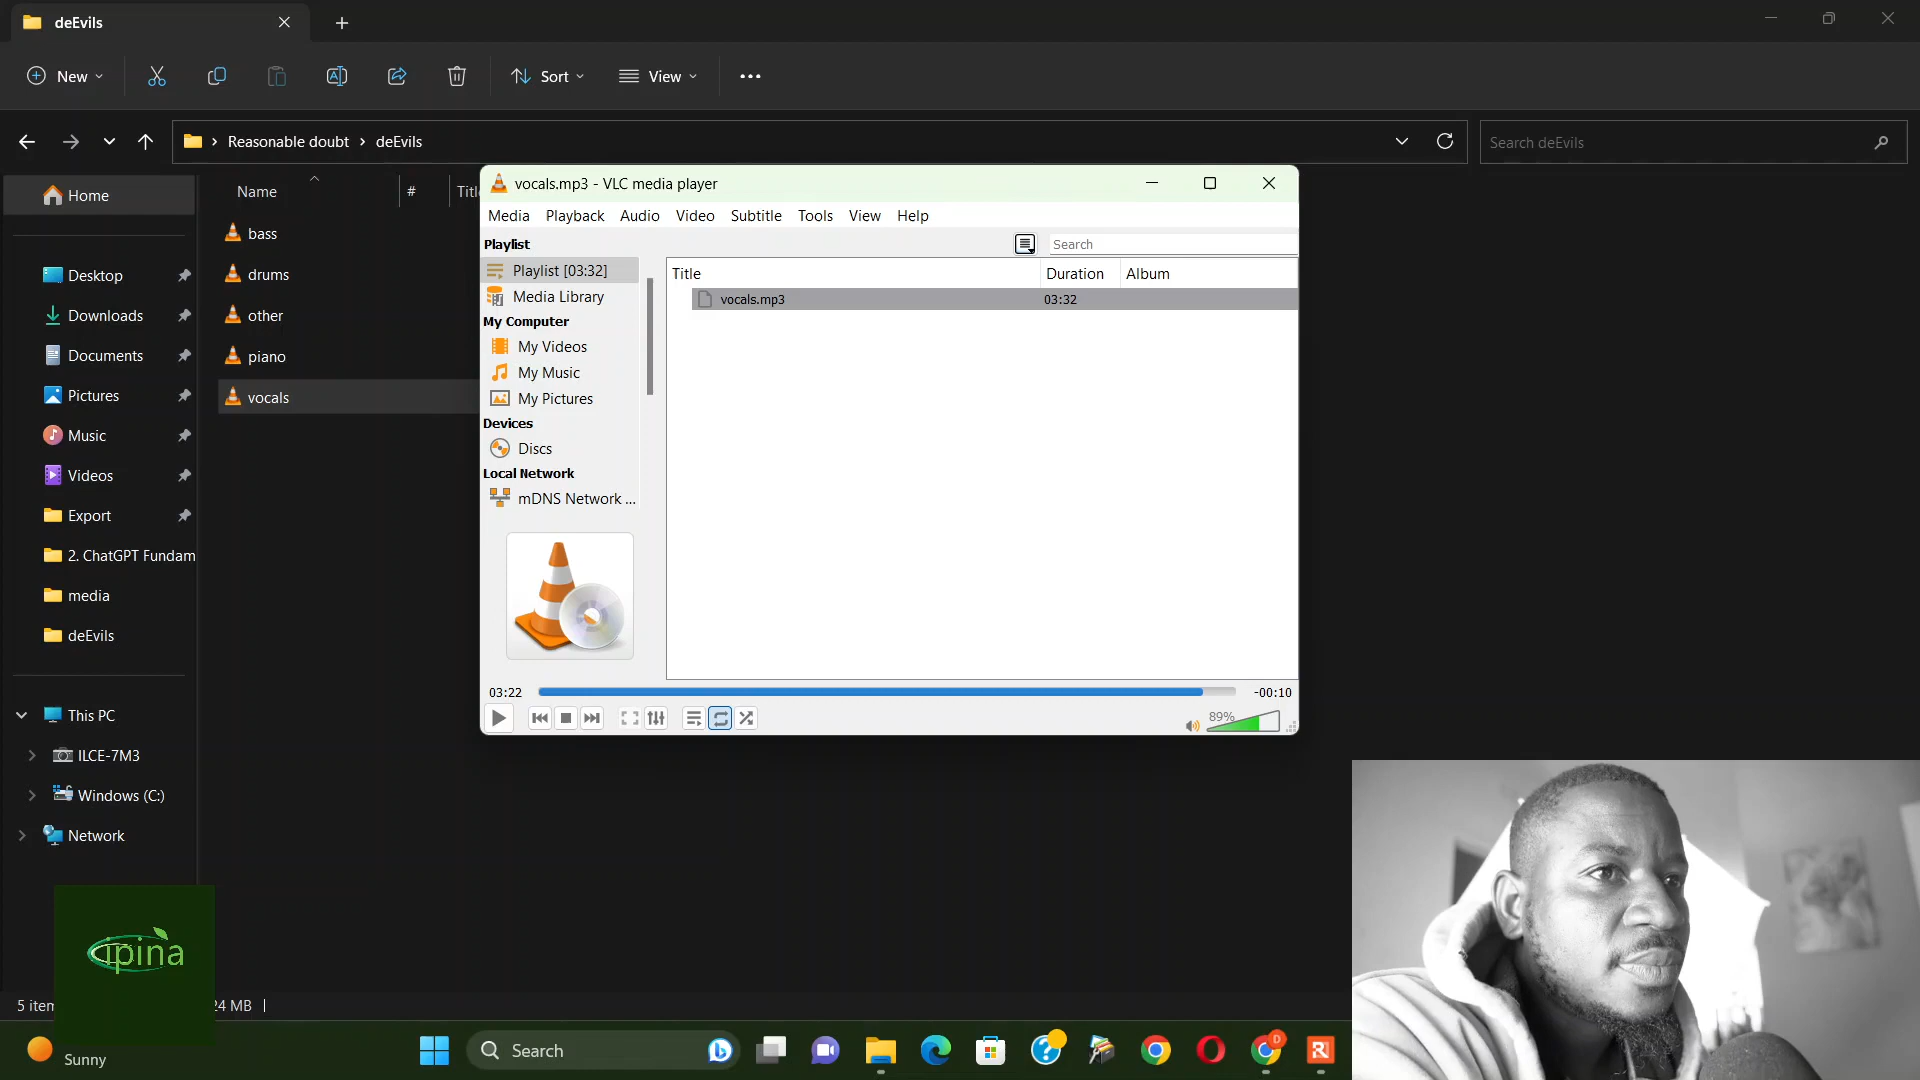 deEvils
New
Sort
View
Reasonable doubt
deEvils
Search deEvils
Home
Desktop
Downloads
Documents
Pictures
Music
Videos
Export
2. ChatGPT Fundam
media
deEvils
This PC
ILCE-7M3
Windows (C:)
Network
Name
#
Title
bass
drums
other
piano
vocals
vocals.mp3 - VLC media player
Media
Playback
Audio
Video
Subtitle
Tools
View
Help
Playlist
Search
Playlist [03:32]
Media Library
My Computer
My Videos
My Music
My Pictures
Devices
Discs
Local Network
mDNS Network ...
Title
Duration
Album
vocals.mp3
03:32
03:22
-00:10
89%
ipina
5 item
24 MB
Sunny
Search